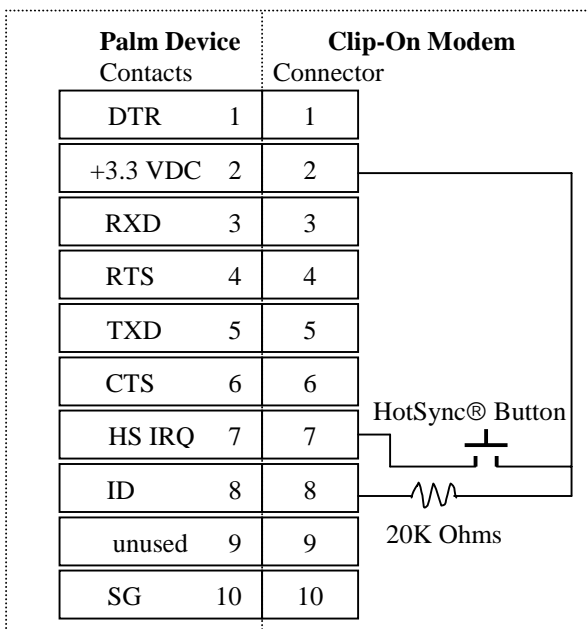 Palm Device Clip-On Modem
Contacts Connector
DTR 1 1
+3.3 VDC 2 2
RXD 3 3
RTS 4 4
TXD 5 5
CTS 6 6
HotSync® Button
HS IRQ 7 7
ID 8 8
20K Ohms
unused 9 9
SG 10 10